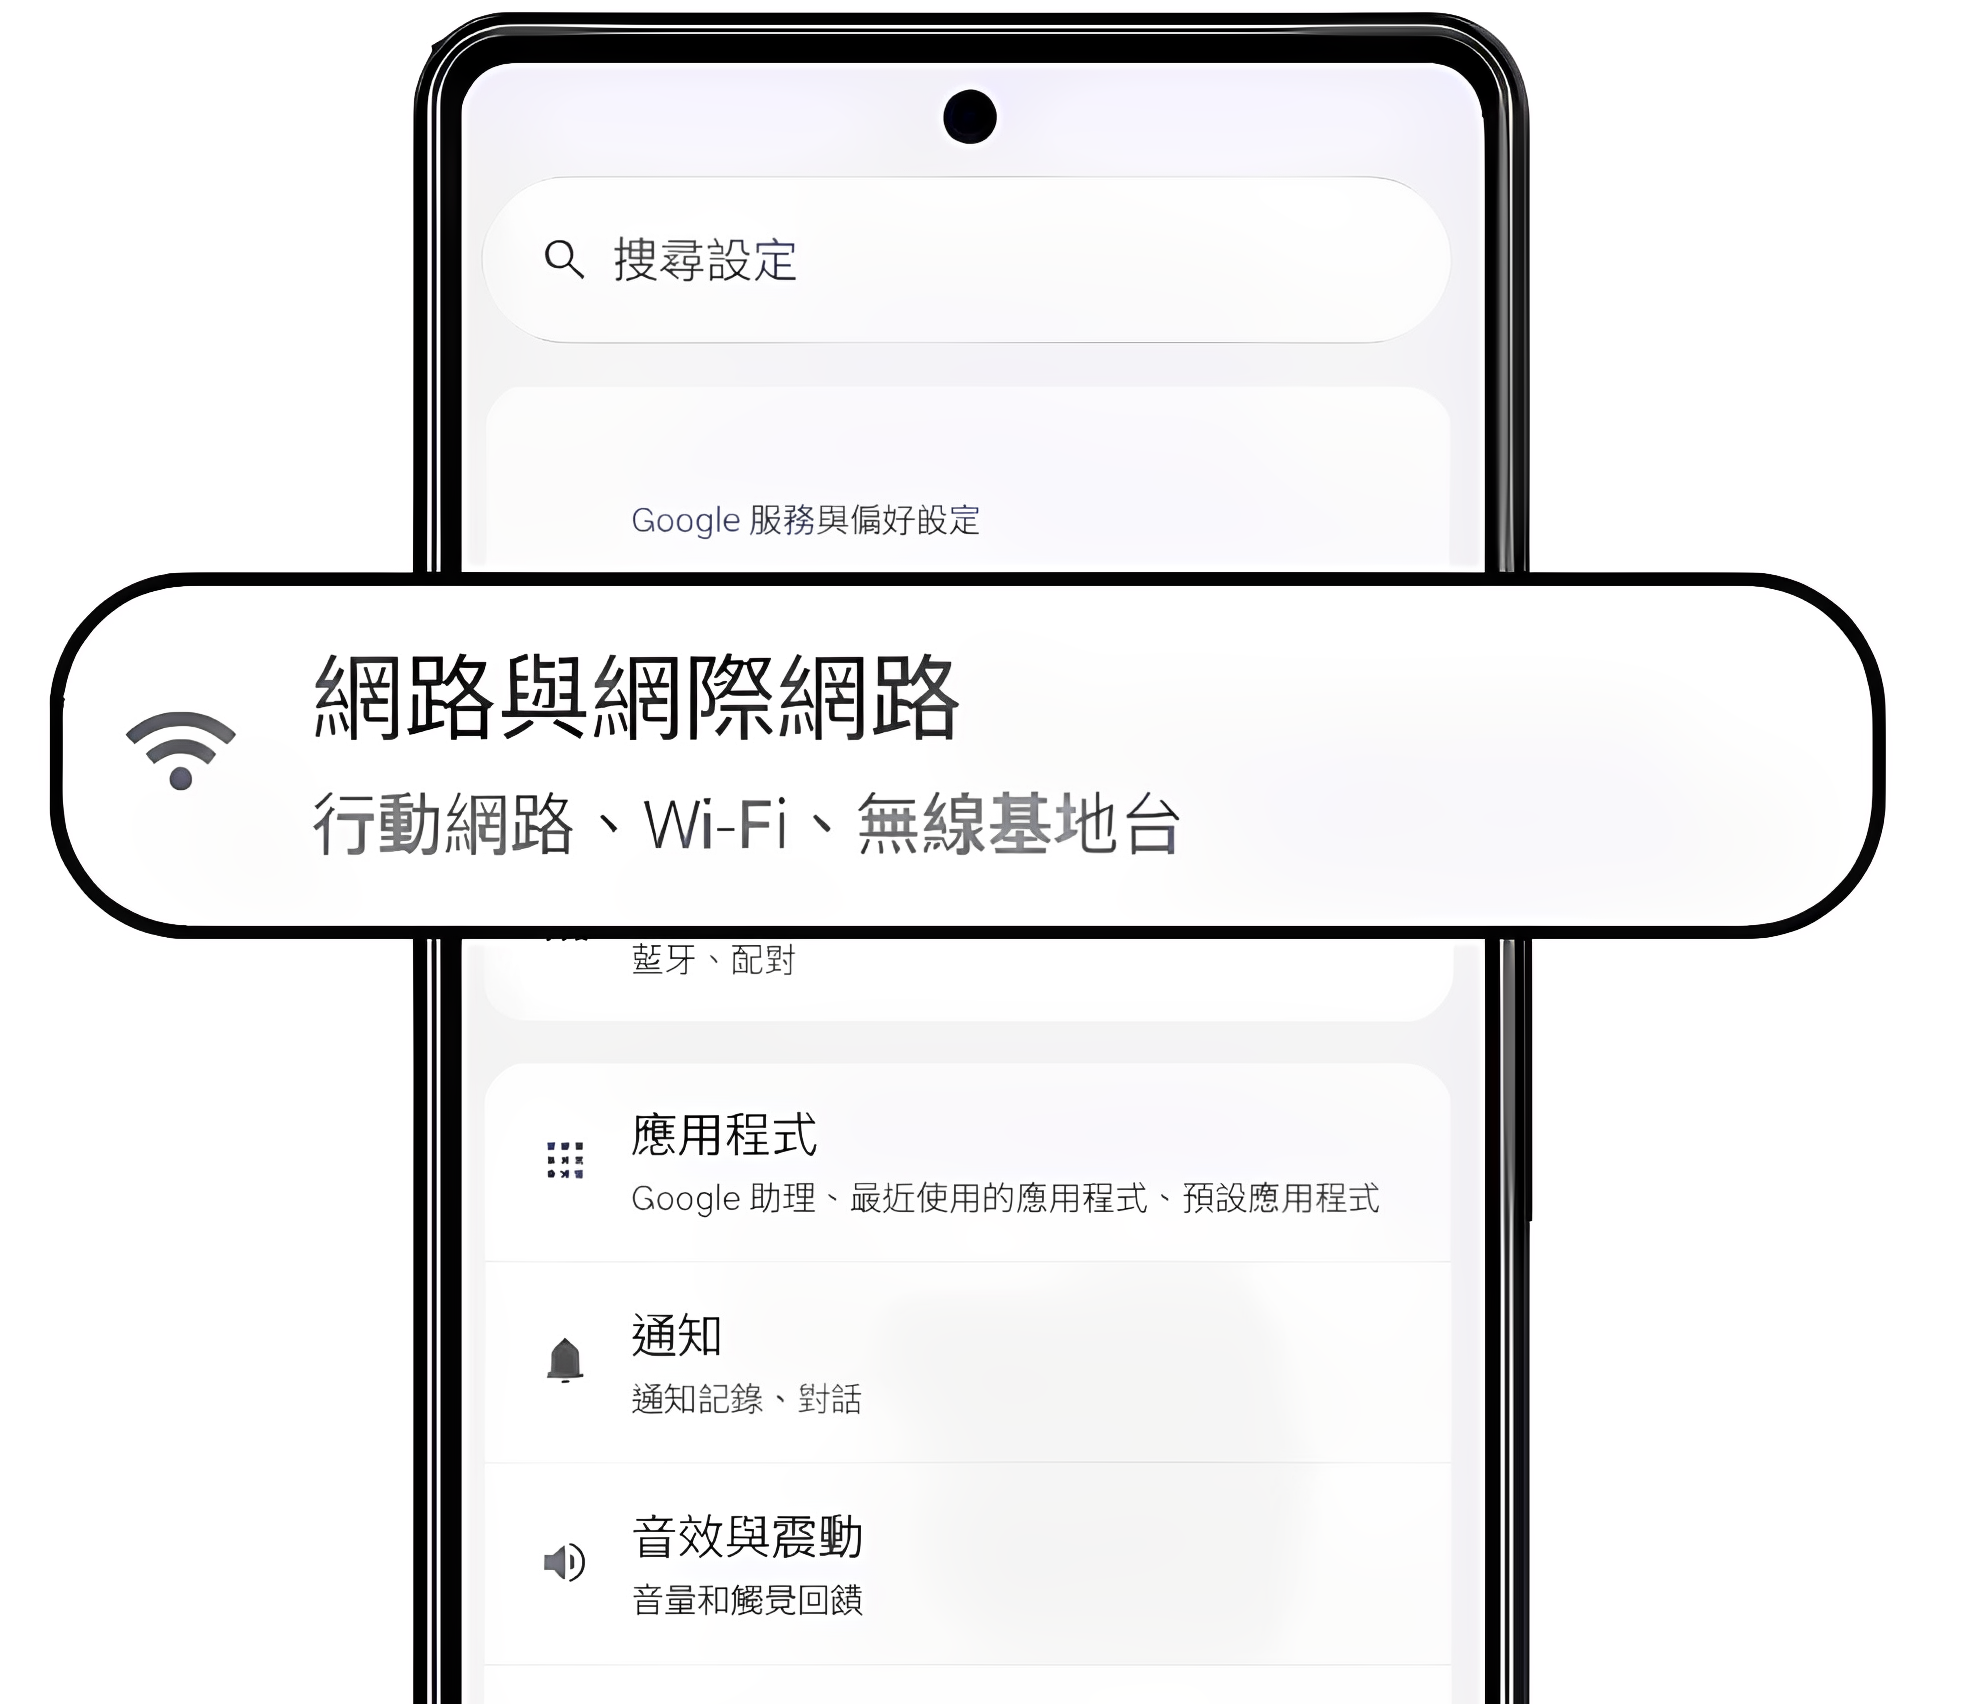 搜尋設定
Google 服務與偏好設定
網路與網際網路
行動網路、Wi-Fi、無線基地台
藍牙、配對
應用程式
Google 助理、最近使用的應用程式、預設應用程式
通知
通知記錄、對話
音效與震動
音量和觸覺回饋